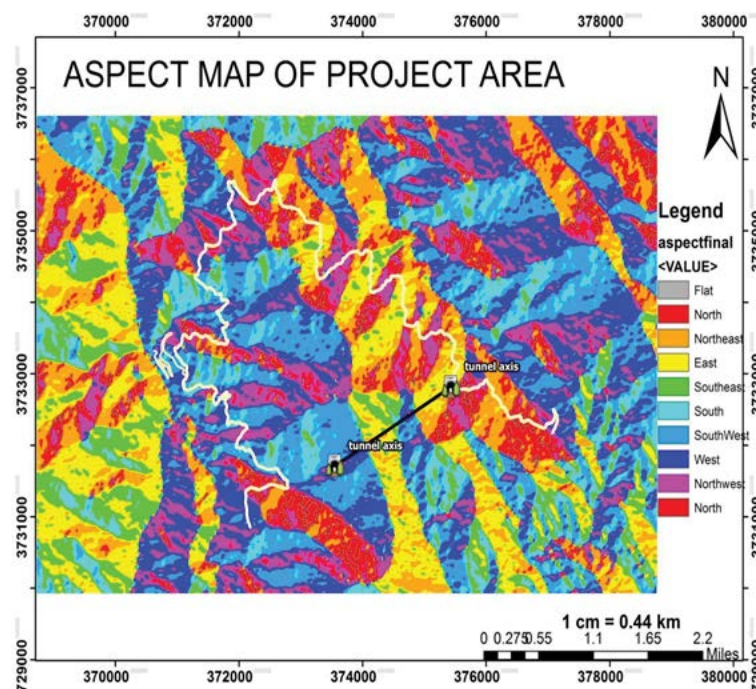 370000 372000 374000 376000 378000 380000
ASPECT MAP OF PROJECT AREA
N
3737000
3735000
3733000
3731000
3729000
Legend
aspectfinal
<VALUE>
Flat
North
Northeast
East
Southeast
South
SouthWest
West
Northwest
North
tunnel axis
tunnel axis
1 cm = 0.44 km
0 0.275 0.55 1.1 1.65 2.2
Miles
370000 372000 374000 376000 378000 380000